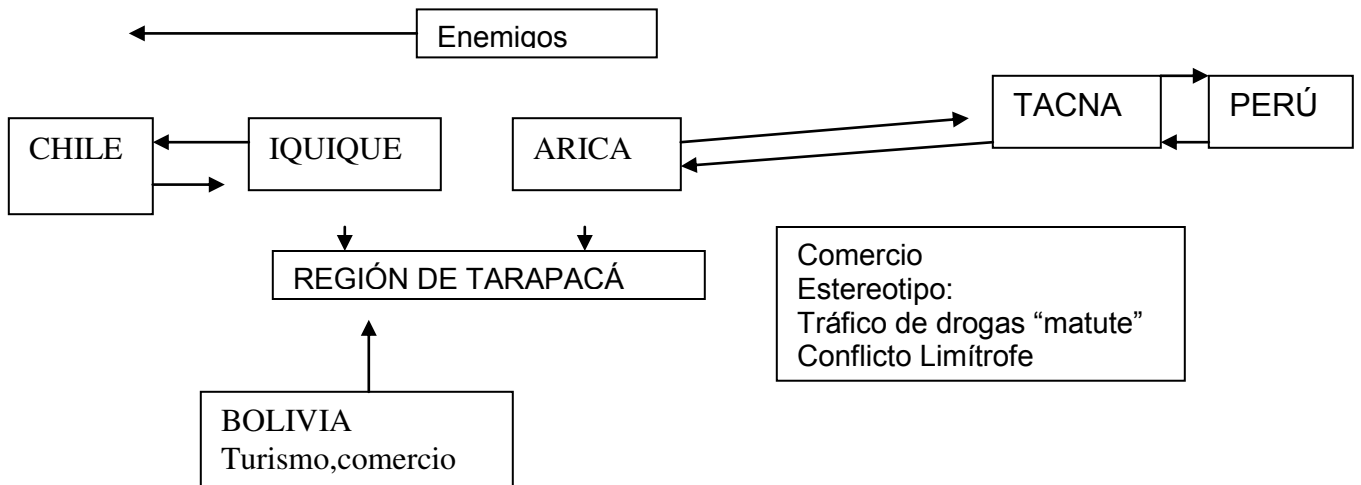 Enemigos
TACNA
PERÚ
CHILE
IQUIQUE
ARICA
REGIÓN DE TARAPACÁ
Comercio
Estereotipo:
Tráfico de drogas “matute”
Conflicto Limítrofe
BOLIVIA
Turismo,comercio